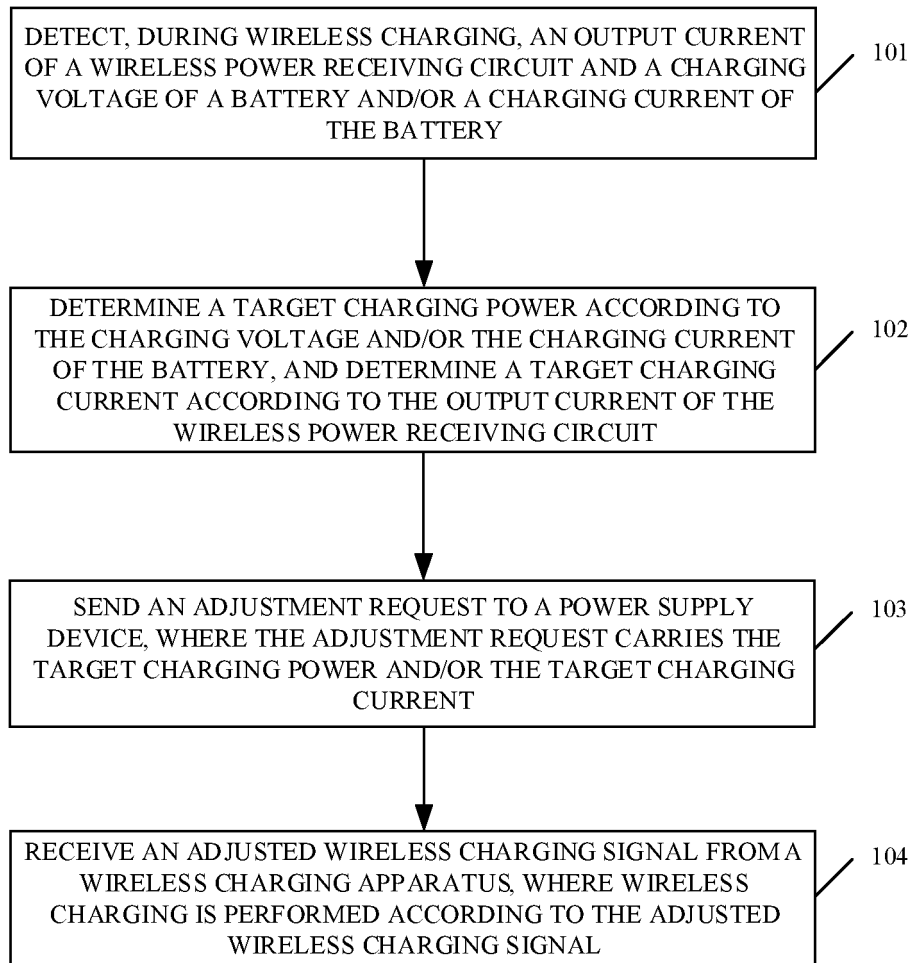 DETECT, DURING WIRELESS CHARGING, AN OUTPUT CURRENT
OF A WIRELESS POWER RECEIVING CIRCUIT AND A CHARGING
VOLTAGE OF A BATTERY AND/OR A CHARGING CURRENT OF
THE BATTERY
101
DETERMINE A TARGET CHARGING POWER ACCORDING TO
THE CHARGING VOLTAGE AND/OR THE CHARGING CURRENT
OF THE BATTERY, AND DETERMINE A TARGET CHARGING
CURRENT ACCORDING TO THE OUTPUT CURRENT OF THE
WIRELESS POWER RECEIVING CIRCUIT
102
SEND AN ADJUSTMENT REQUEST TO A POWER SUPPLY
DEVICE, WHERE THE ADJUSTMENT REQUEST CARRIES THE
TARGET CHARGING POWER AND/OR THE TARGET CHARGING
CURRENT
103
RECEIVE AN ADJUSTED WIRELESS CHARGING SIGNAL FROM A
WIRELESS CHARGING APPARATUS, WHERE WIRELESS
CHARGING IS PERFORMED ACCORDING TO THE ADJUSTED
WIRELESS CHARGING SIGNAL
104